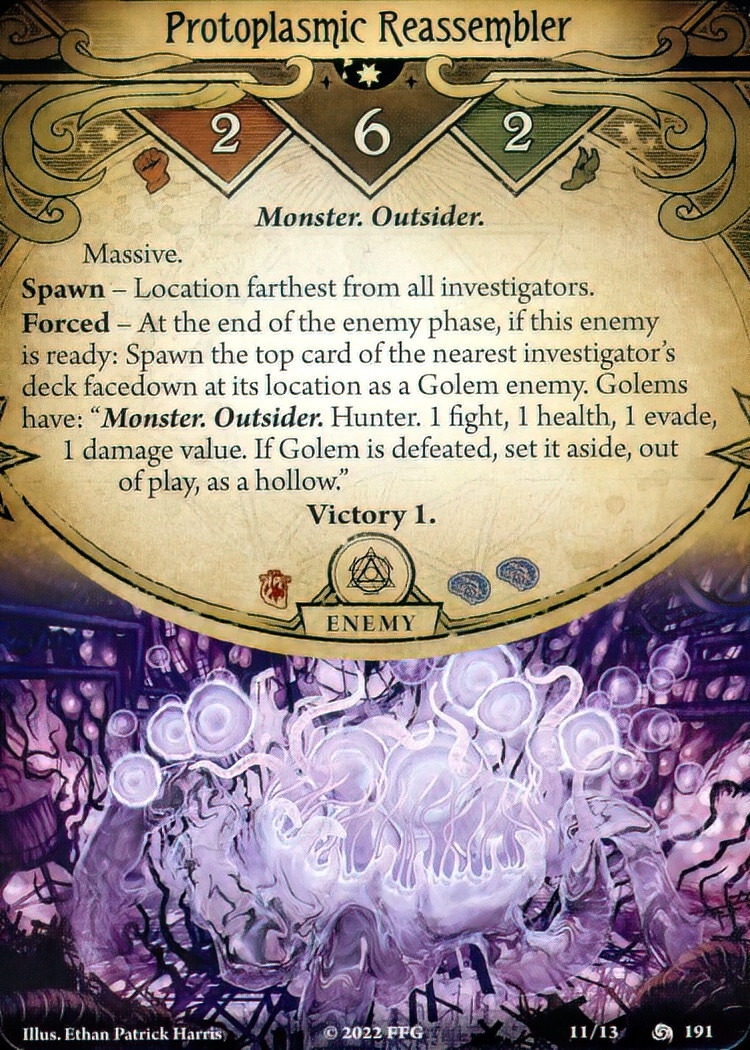 Protoplasmic Reassembler
2 6 2
Monster. Outsider.
Massive.
Spawn – Location farthest from all investigators.
Forced – At the end of the enemy phase, if this enemy
is ready: Spawn the top card of the nearest investigator's
deck facedown at its location as a Golem enemy. Golems
have: “Monster. Outsider. Hunter. 1 fight, 1 health, 1 evade,
1 damage value. If Golem is defeated, set it aside, out
of play, as a hollow.”
Victory 1.
ENEMY
Illus. Ethan Patrick Harris © 2022 FFG 11/13 191